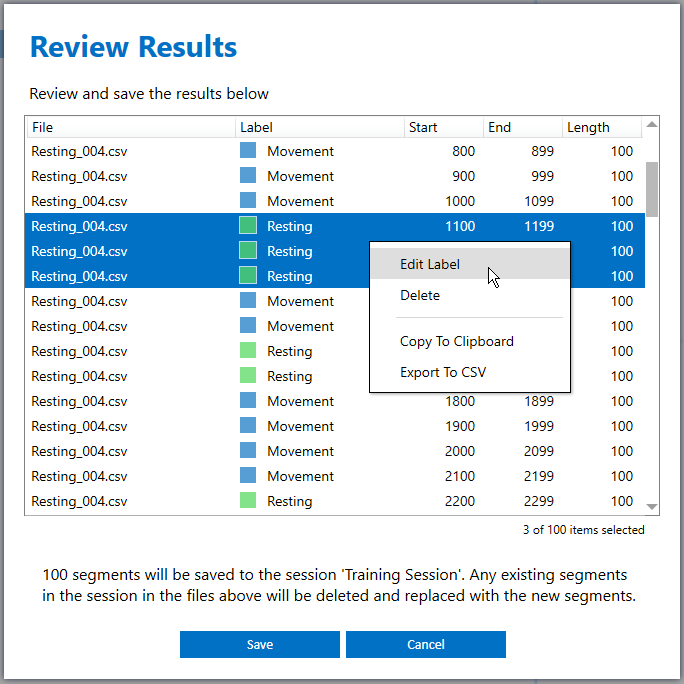 Review Results
Review and save the results below
File Label Start End Length
Resting_004.csv Movement 800 899 100
Resting_004.csv Movement 900 999 100
Resting_004.csv Movement 1000 1099 100
Resting_004.csv Resting 1100 1199 100
Resting_004.csv Resting 100
Resting_004.csv Resting 100
Resting_004.csv Movement 100
Resting_004.csv Movement 100
Resting_004.csv Resting 100
Resting_004.csv Resting 100
Resting_004.csv Movement 1800 1899 100
Resting_004.csv Movement 1900 1999 100
Resting_004.csv Movement 2000 2099 100
Resting_004.csv Movement 2100 2199 100
Resting_004.csv Resting 2200 2299 100
Edit Label
Delete
Copy To Clipboard
Export To CSV
3 of 100 items selected
100 segments will be saved to the session 'Training Session'. Any existing segments
in the session in the files above will be deleted and replaced with the new segments.
Save Cancel